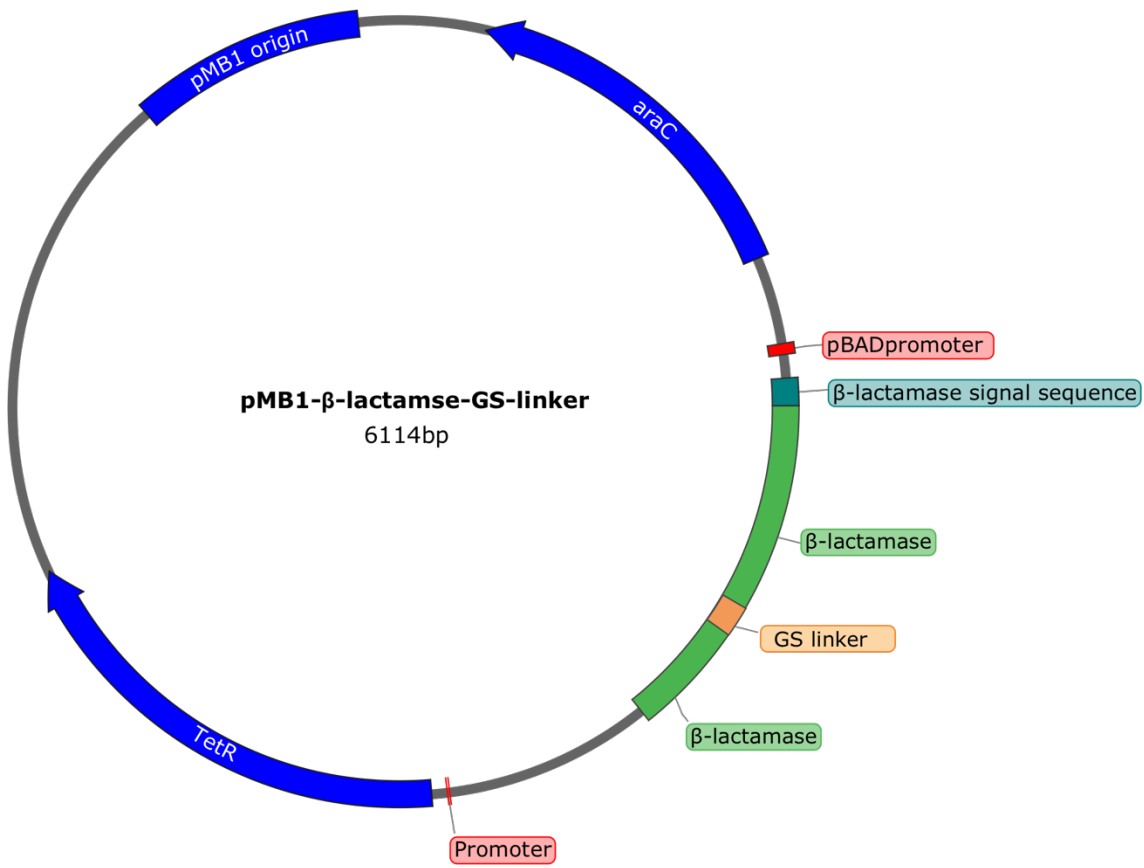 pMB1 origin
araC
pBADpromoter
β-lactamase signal sequence
pMB1-β-lactamse-GS-linker
6114bp
β-lactamase
GS linker
β-lactamase
TetR
Promoter